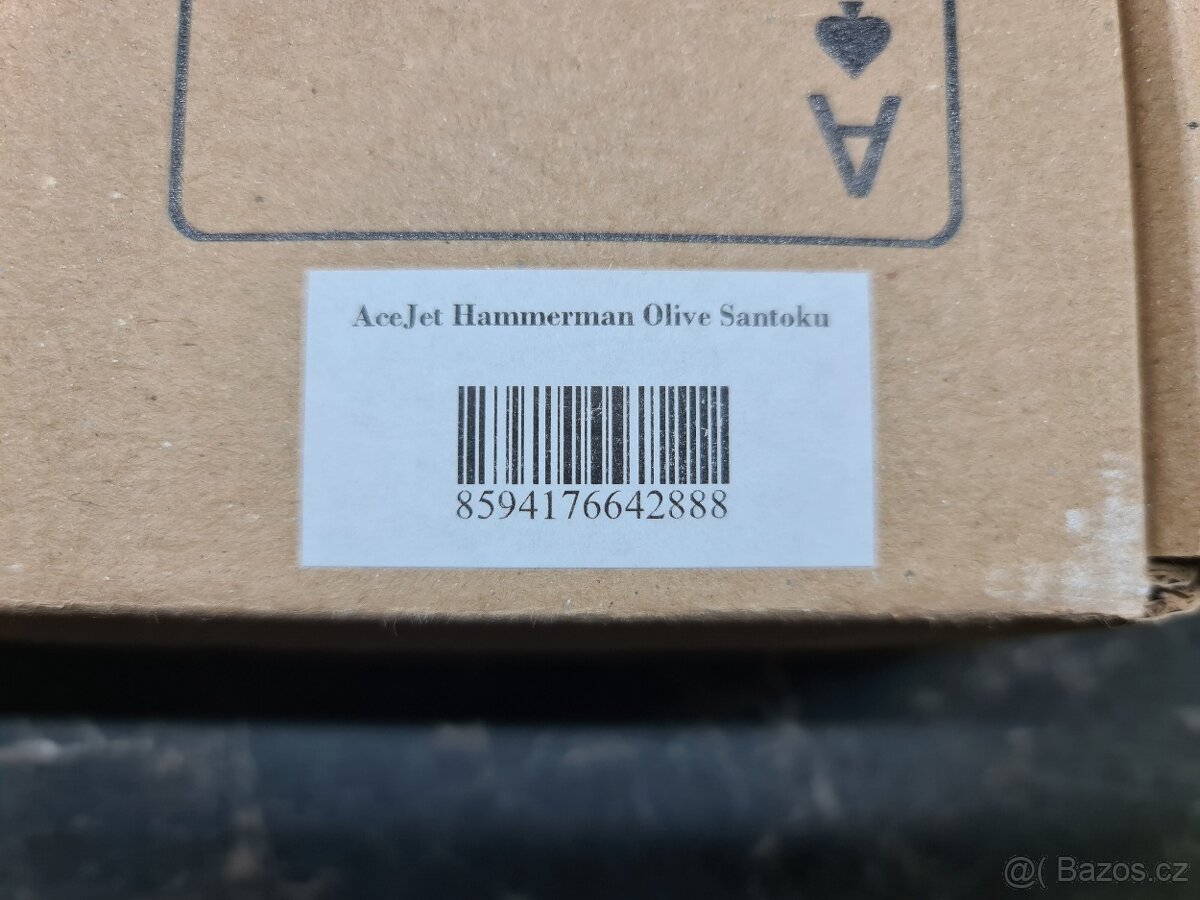 A
AceJet Hammerman Olive Santoku
8594176642888
@( Bazos.cz